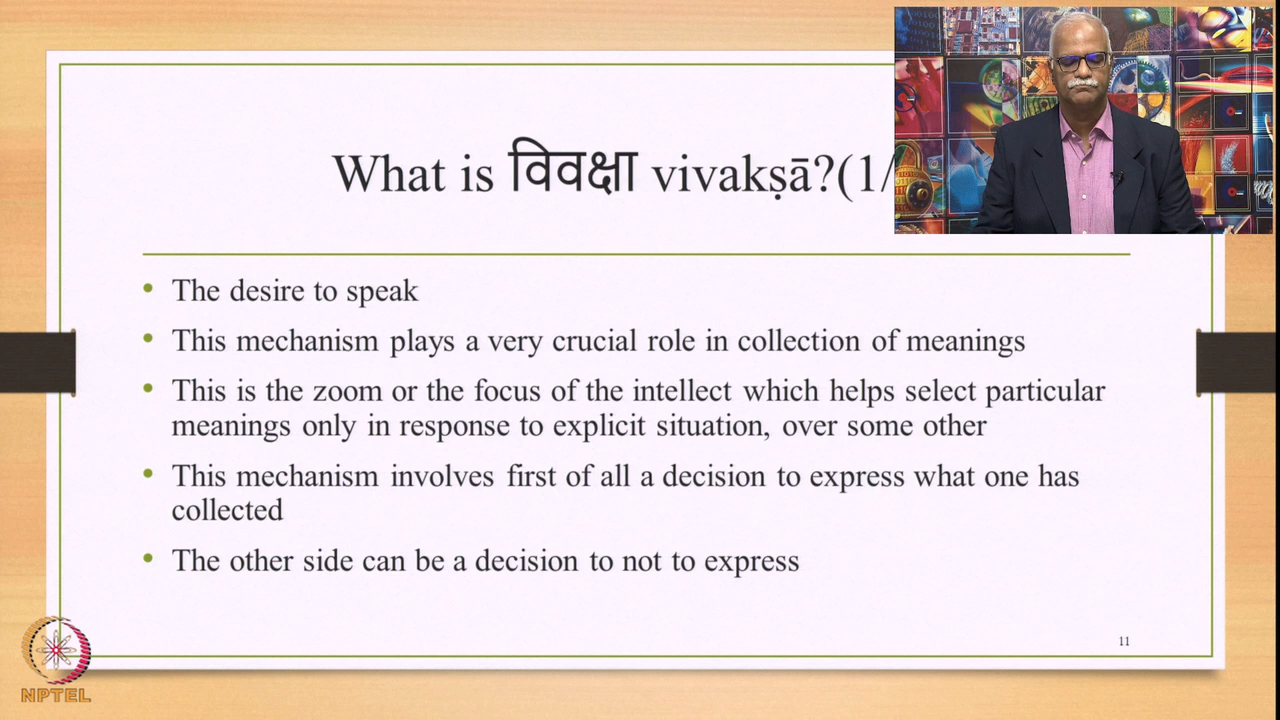 What is विवक्षा vivakṣā?(1/
The desire to speak
This mechanism plays a very crucial role in collection of meanings
This is the zoom or the focus of the intellect which helps select particular
meanings only in response to explicit situation, over some other
This mechanism involves first of all a decision to express what one has
collected
The other side can be a decision to not to express
11
NPTEL